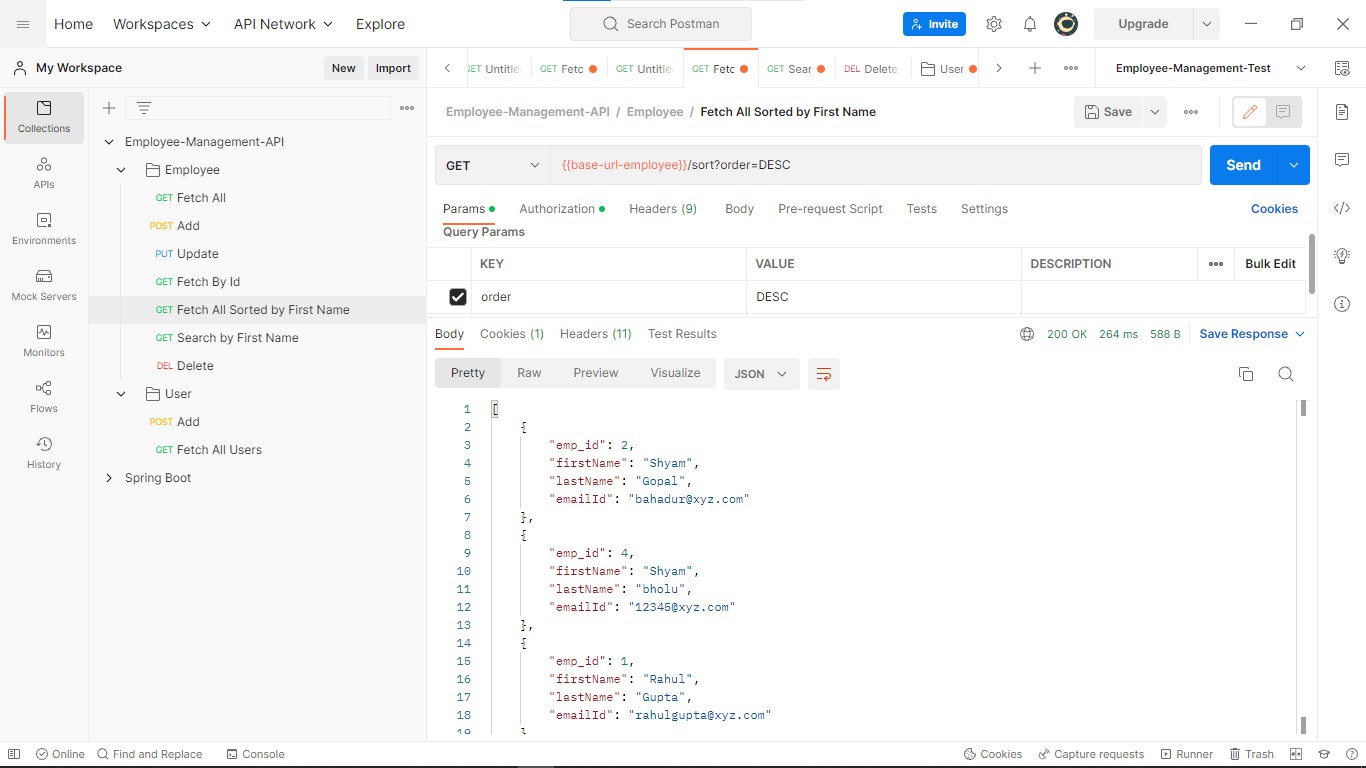 Home Workspaces API Network Explore Search Postman Invite Upgrade
My Workspace New Import
GET Untitle GET Fetc GET Untitle GET Fetc GET Sear DEL Delete User Employee-Management-Test
Collections
APIs
Environments
Mock Servers
Monitors
Flows
History
Employee-Management-API
Employee
GET Fetch All
POST Add
PUT Update
GET Fetch By Id
GET Fetch All Sorted by First Name
GET Search by First Name
DEL Delete
User
POST Add
GET Fetch All Users
Spring Boot
Employee-Management-API / Employee / Fetch All Sorted by First Name Save
GET {{base-url-employee}}/sort?order=DESC Send
Params Authorization Headers (9) Body Pre-request Script Tests Settings Cookies
Query Params
KEY VALUE DESCRIPTION Bulk Edit
order DESC
Body Cookies (1) Headers (11) Test Results 200 OK 264 ms 588 B Save Response
Pretty Raw Preview Visualize JSON
1 [
2 {
3 "emp_id": 2,
4 "firstName": "Shyam",
5 "lastName": "Gopal",
6 "emailId": "bahadur@xyz.com"
7 },
8 {
9 "emp_id": 4,
10 "firstName": "Shyam",
11 "lastName": "bholu",
12 "emailId": "12345@xyz.com"
13 },
14 {
15 "emp_id": 1,
16 "firstName": "Rahul",
17 "lastName": "Gupta",
18 "emailId": "rahulgupta@xyz.com"
19 }
Online Find and Replace Console Cookies Capture requests Runner Trash